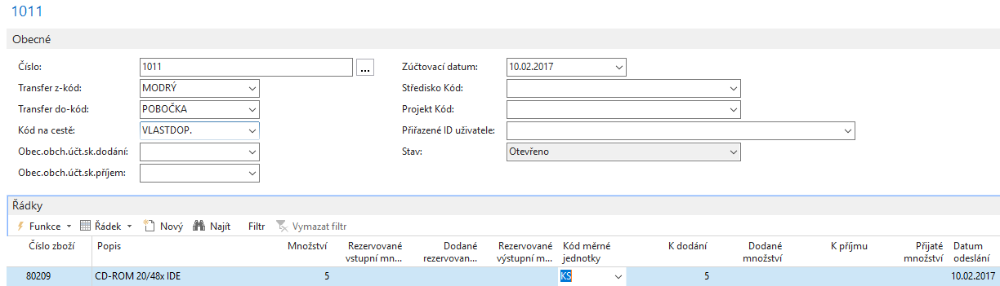 1011
Obecné
Číslo: 1011 ... Zúčtovací datum: 10.02.2017
Transfer z-kód: MODRÝ Středisko Kód:
Transfer do-kód: POBOČKA Projekt Kód:
Kód na cestě: VLASTDOP. Přiřazené ID uživatele:
Obec.obch.účt.sk.dodání: Stav: Otevřeno
Obec.obch.účt.sk.příjem:
Řádky
Funkce Řádek Nový Najít Filtr Vymazat filtr
Číslo zboží Popis Množství Rezervované vstupní mn... Dodané rezervovan... Rezervované výstupní m... Kód měrné jednotky K dodání Dodané množství K příjmu Přijaté množství Datum odeslání
80209 CD-ROM 20/48x IDE 5 KS 5 10.02.2017